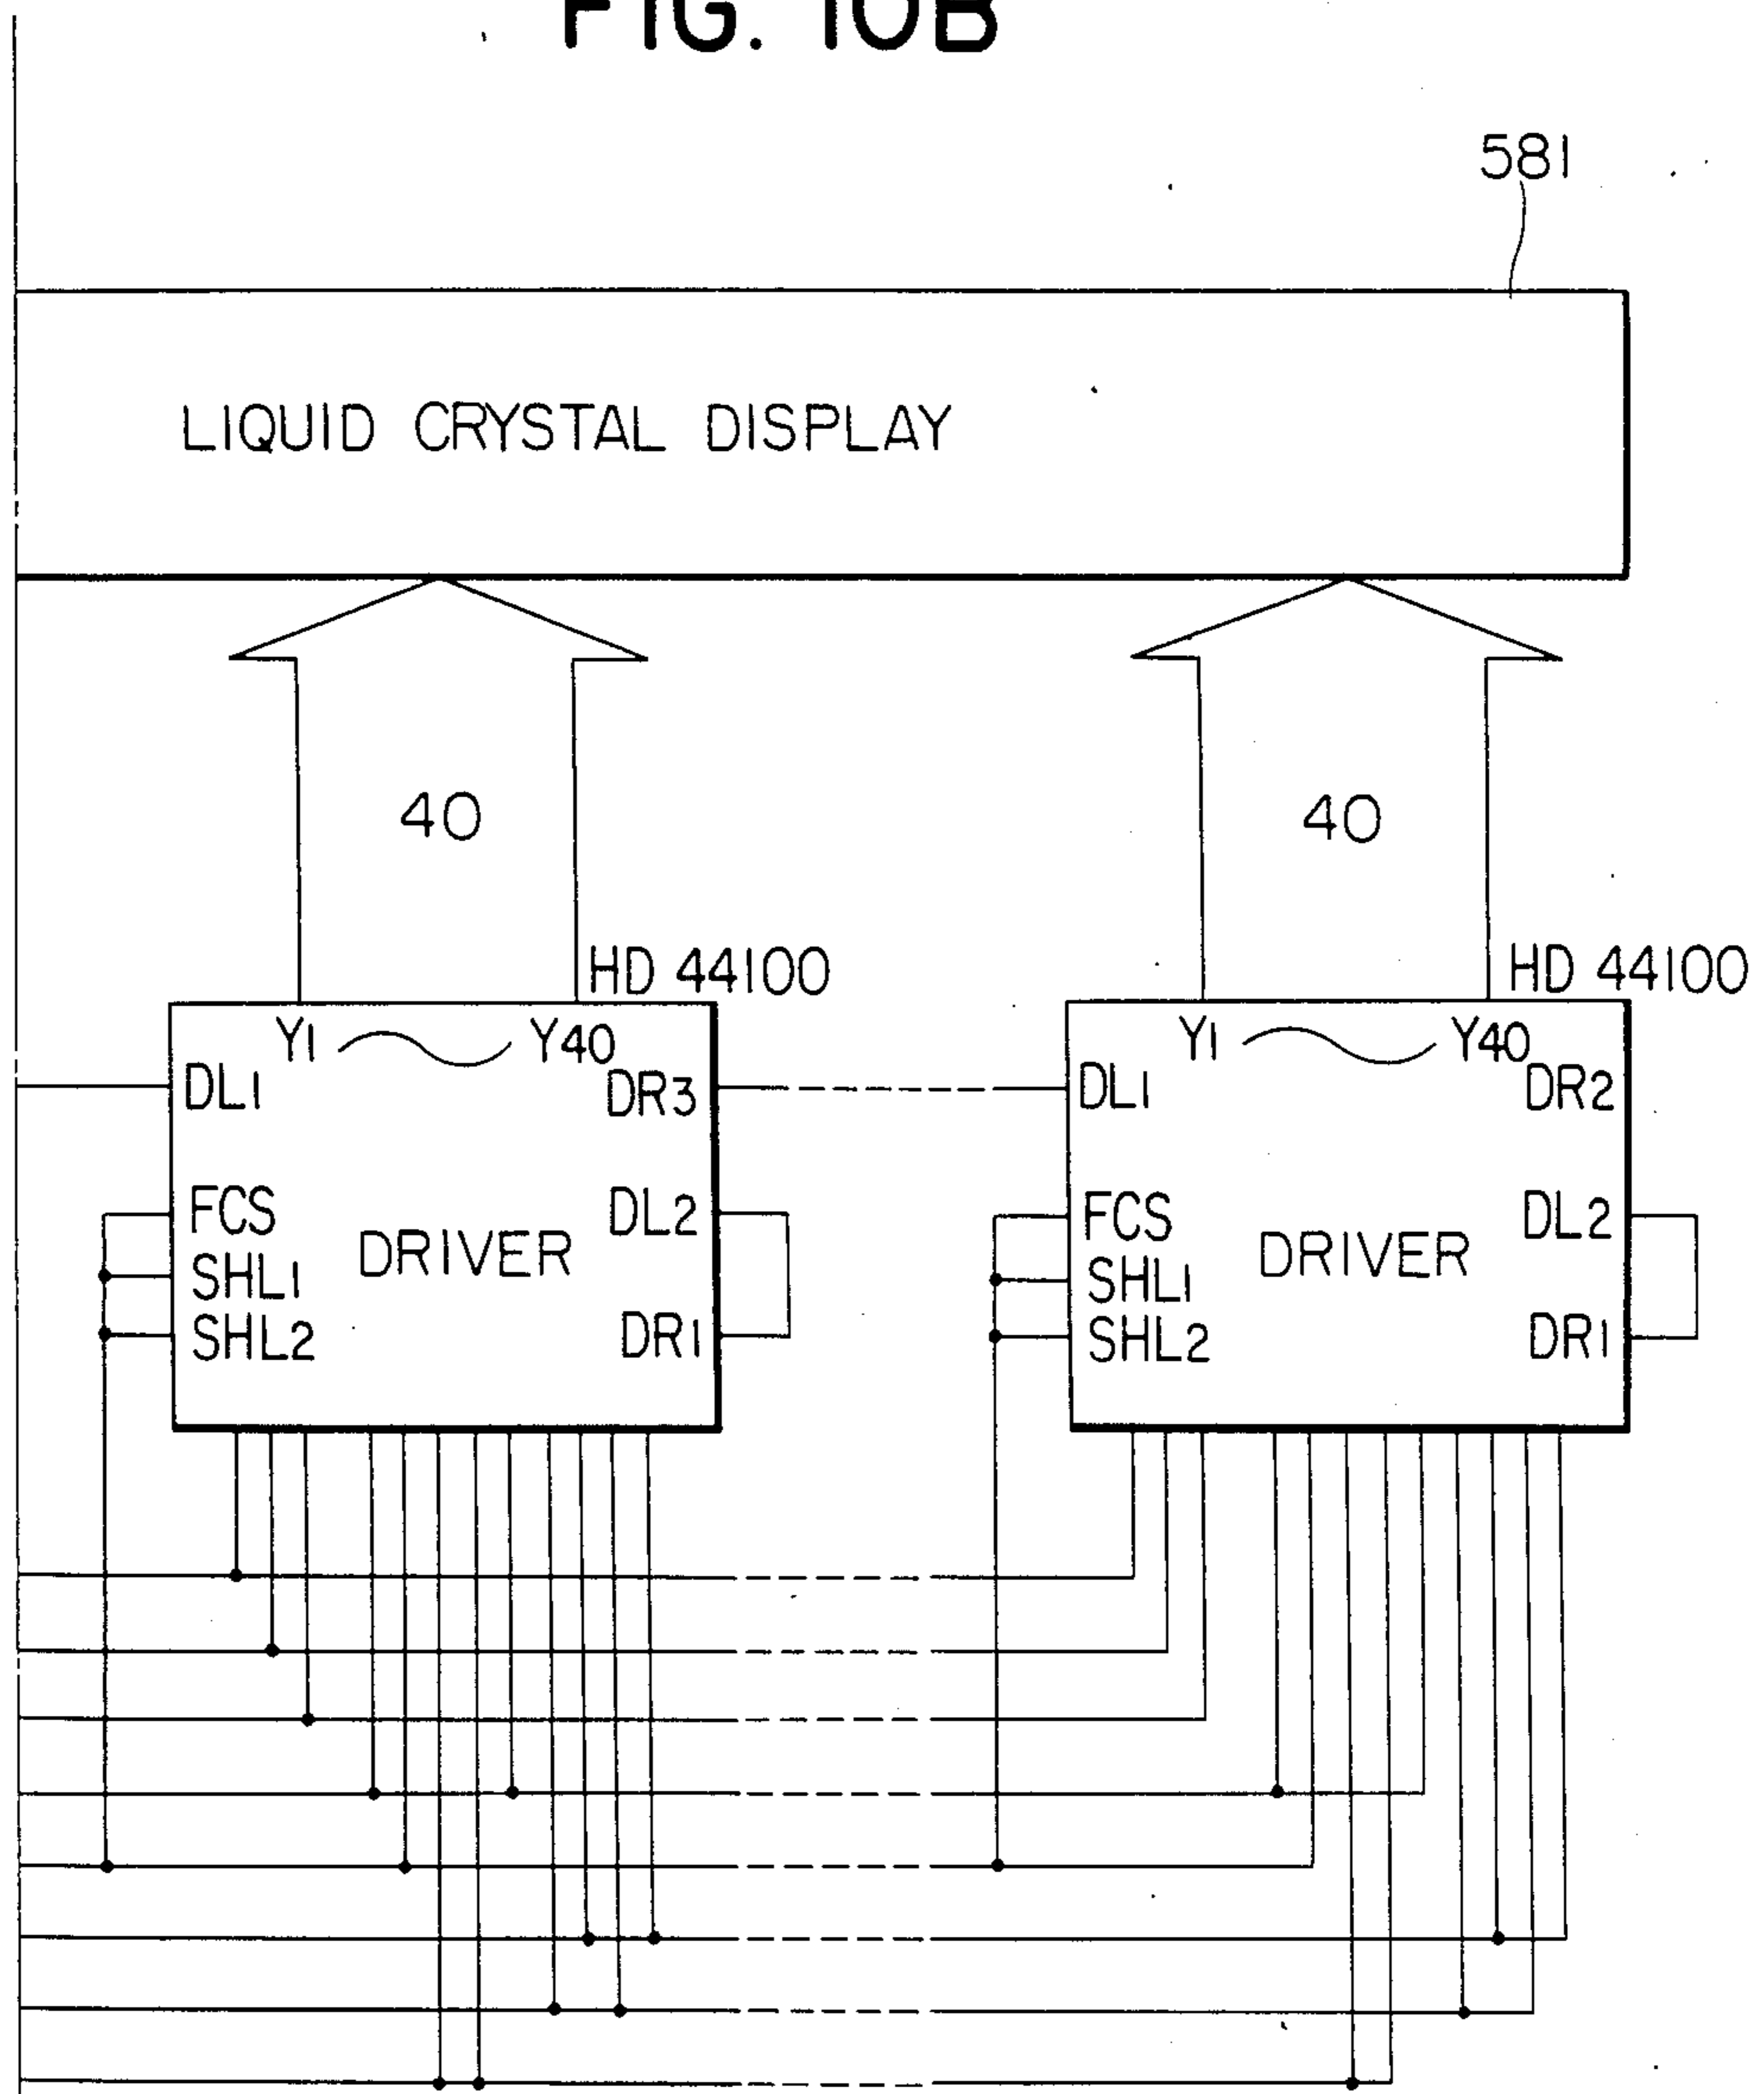 FIG. 10B
581
LIQUID CRYSTAL DISPLAY
40
40
HD 44100
HD 44100
Y1 Y40
DL1
DR3
FCS
DL2
SHL1
DRIVER
SHL2
DR1
Y1 Y40
DL1
DR2
FCS
DL2
SHL1
DRIVER
SHL2
DR1